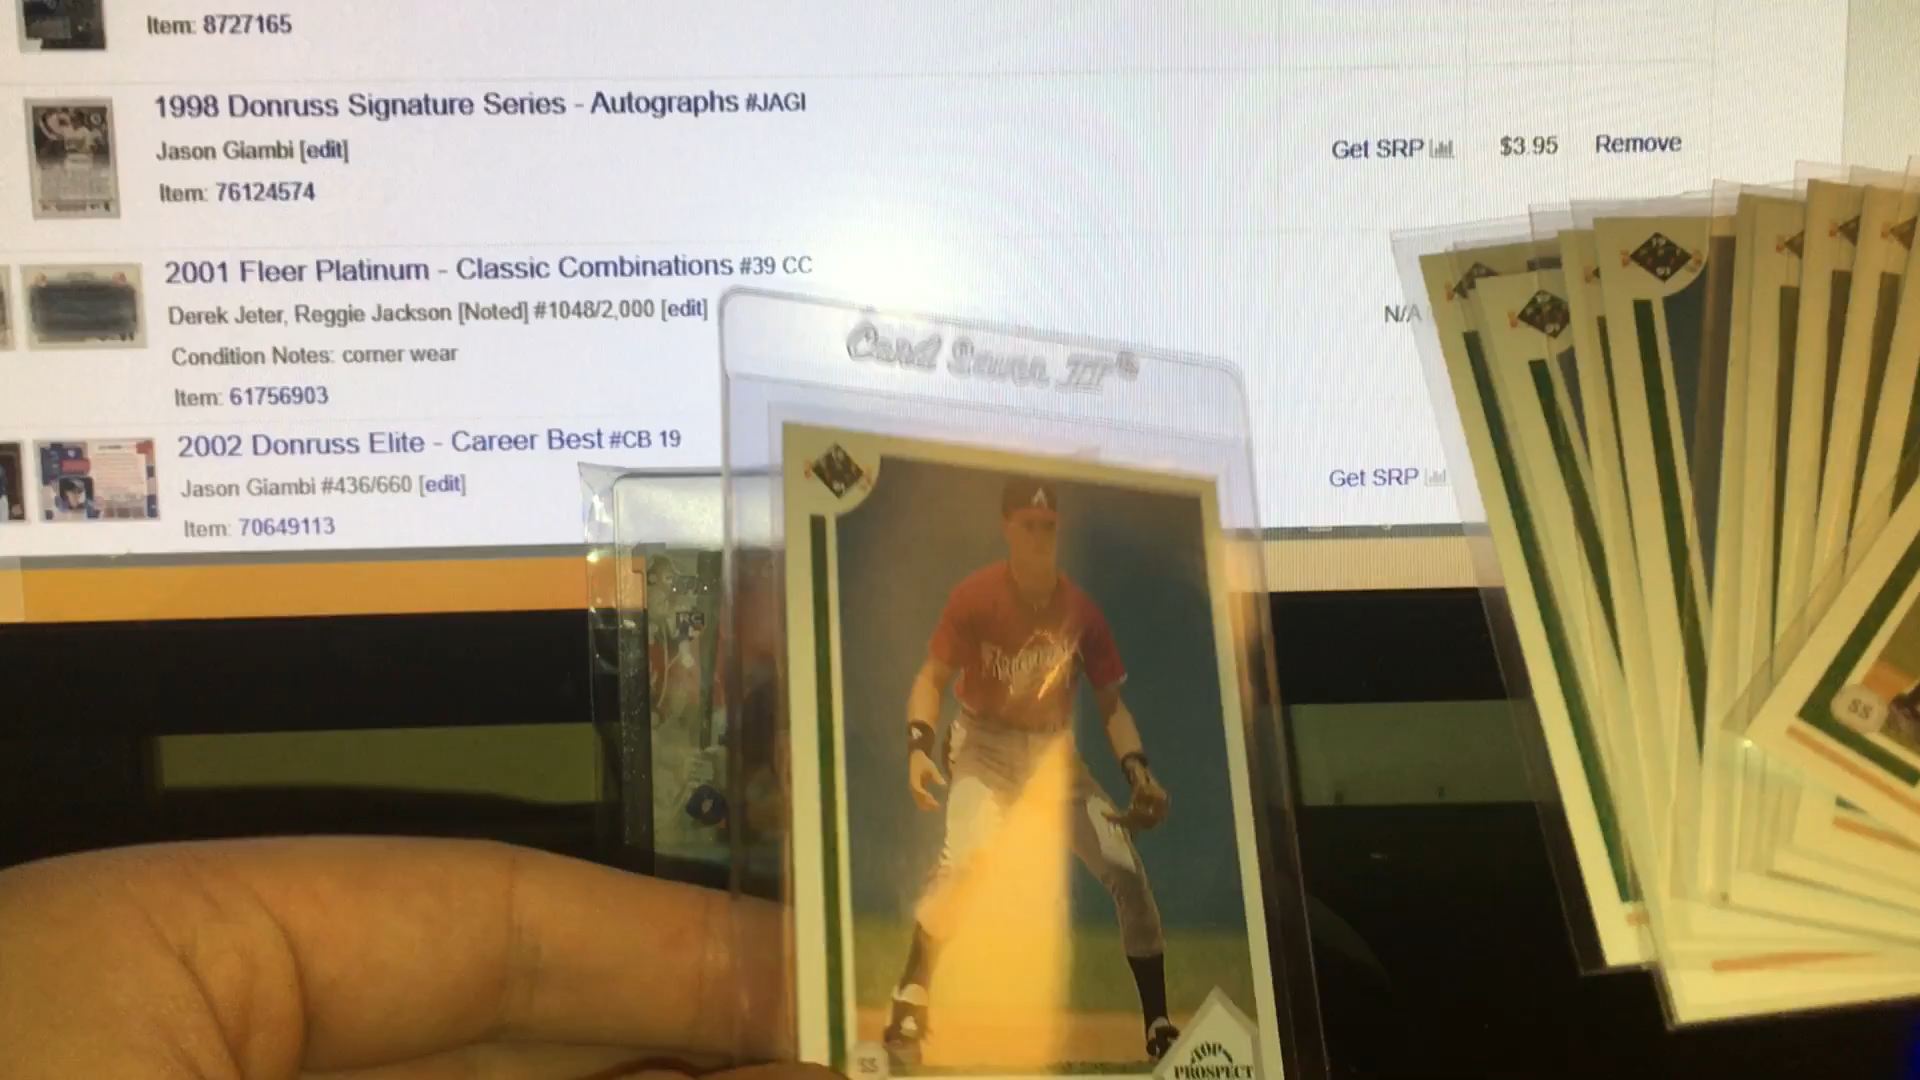 Item: 8727165
1998 Donruss Signature Series - Autographs #JAGI
Jason Giambi [edit]
Get SRP $3.95 Remove
Item: 76124574
2001 Fleer Platinum - Classic Combinations #39 CC
Derek Jeter, Reggie Jackson [Noted] #1048/2,000 [edit]
N/A
Condition Notes: corner wear
Item: 61756903
2002 Donruss Elite - Career Best #CB 19
Jason Giambi #436/660 [edit]
Get SRP
Item: 70649113
Card Saver III®
A
RC
SS
TOP
PROSPECT
SS